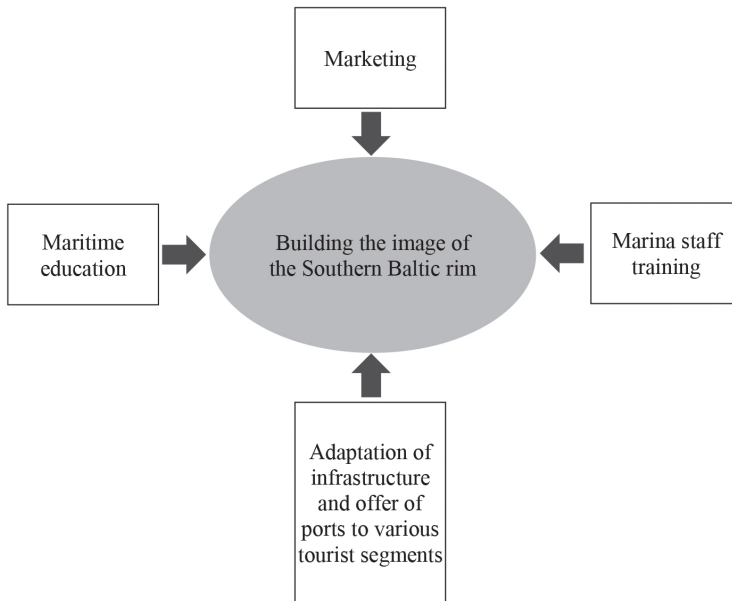 Marketing
Maritime
education
Building the image of
the Southern Baltic rim
Marina staff
training
Adaptation of
infrastructure
and offer of
ports to various
tourist segments